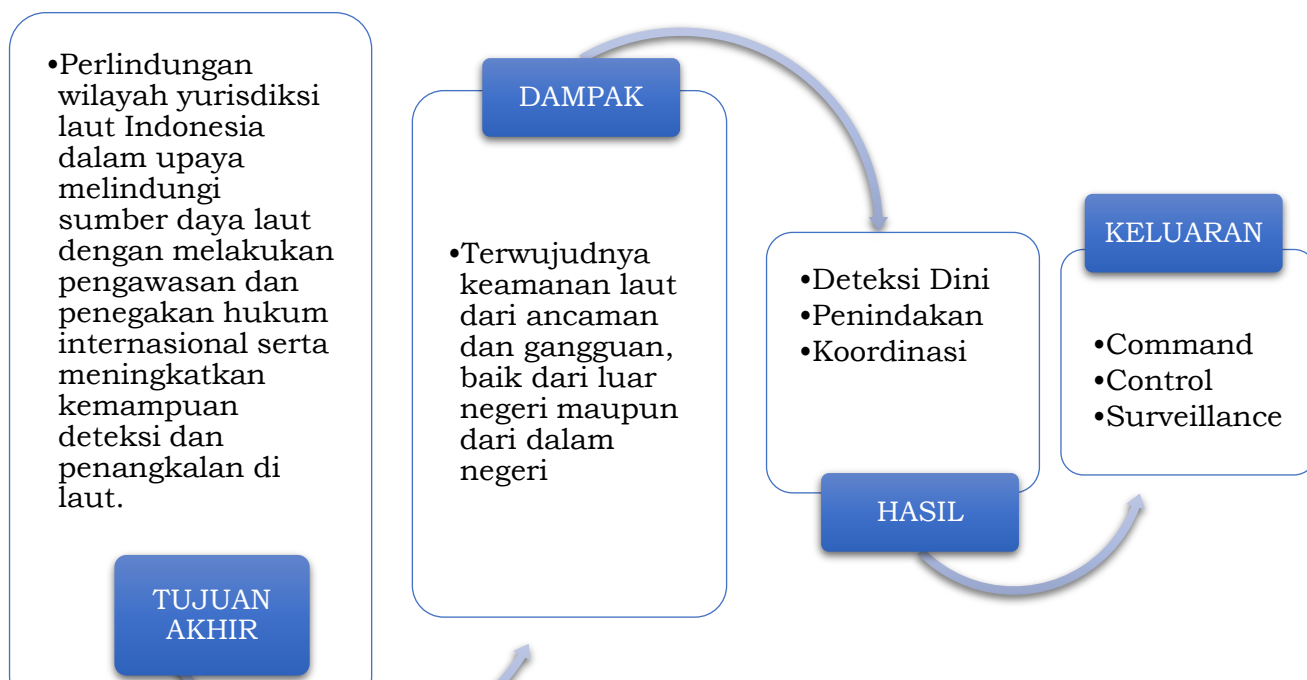 •Perlindungan
wilayah yurisdiksi
laut Indonesia
dalam upaya
melindungi
sumber daya laut
dengan melakukan
pengawasan dan
penegakan hukum
internasional serta
meningkatkan
kemampuan
deteksi dan
penangkalan di
laut.
TUJUAN
AKHIR
DAMPAK
•Terwujudnya
keamanan laut
dari ancaman
dan gangguan,
baik dari luar
negeri maupun
dari dalam
negeri
•Deteksi Dini
•Penindakan
•Koordinasi
HASIL
KELUARAN
•Command
•Control
•Surveillance